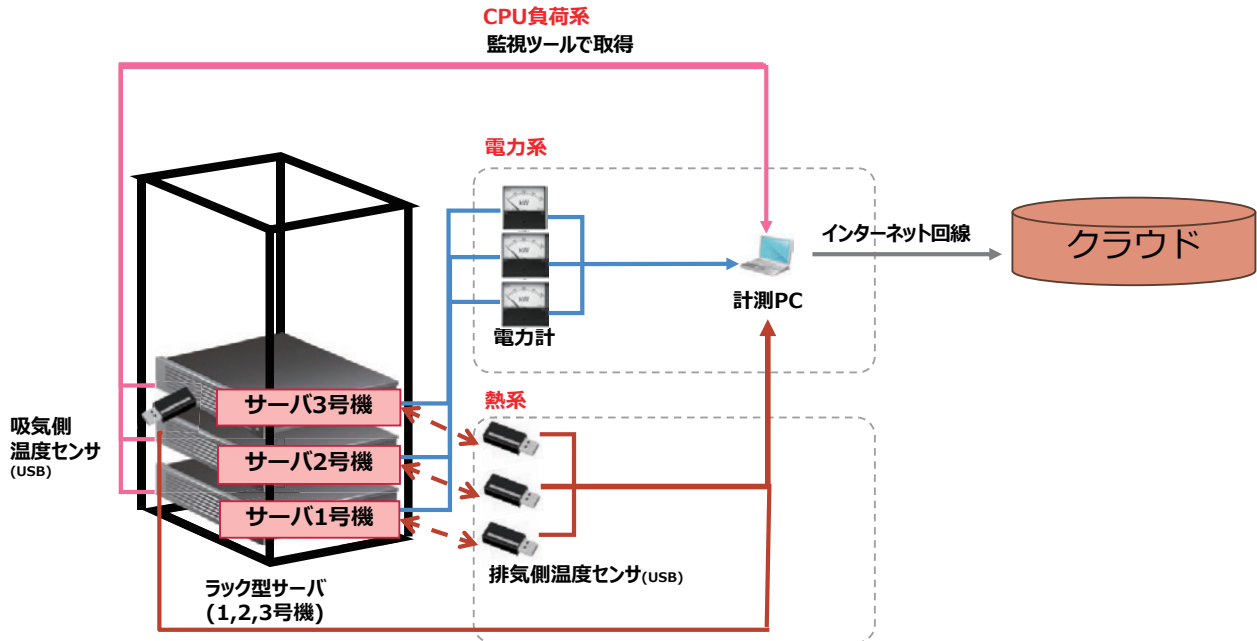 CPU負荷系
監視ツールで取得
電力系
kW
kW
kW
電力計
計測PC
インターネット回線
クラウド
吸気側
温度センサ
(USB)
サーバ3号機
サーバ2号機
サーバ1号機
ラック型サーバ
(1,2,3号機)
熱系
排気側温度センサ(USB)